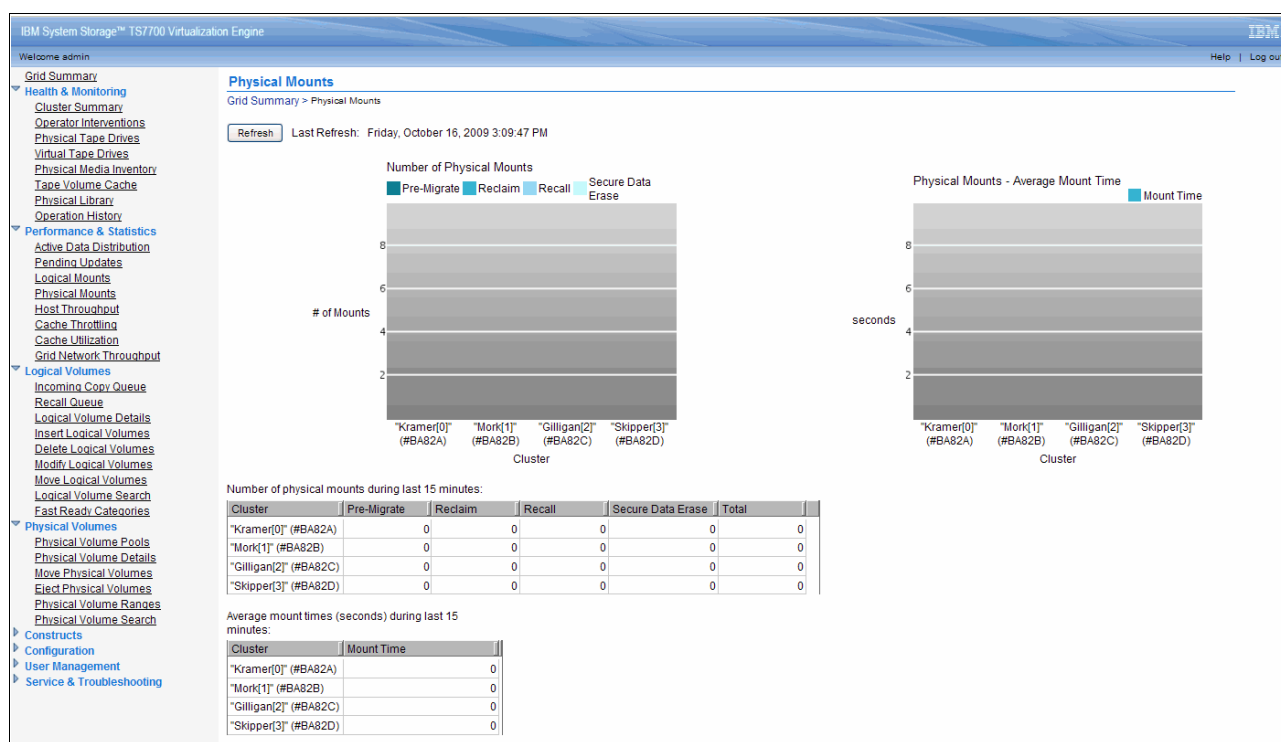 IBM System Storage™ TS7700 Virtualization Engine
IBM
Welcome admin
Help | Log out
Grid Summary
Health & Monitoring
Cluster Summary
Operator Interventions
Physical Tape Drives
Virtual Tape Drives
Physical Media Inventory
Tape Volume Cache
Physical Library
Operation History
Performance & Statistics
Active Data Distribution
Pending Updates
Logical Mounts
Physical Mounts
Host Throughput
Cache Throttling
Cache Utilization
Grid Network Throughput
Logical Volumes
Incoming Copy Queue
Recall Queue
Logical Volume Details
Insert Logical Volumes
Delete Logical Volumes
Modify Logical Volumes
Move Logical Volumes
Logical Volume Search
Fast Ready Categories
Physical Volumes
Physical Volume Pools
Physical Volume Details
Move Physical Volumes
Eject Physical Volumes
Physical Volume Ranges
Physical Volume Search
Constructs
Configuration
User Management
Service & Troubleshooting
Physical Mounts
Grid Summary > Physical Mounts
Refresh Last Refresh: Friday, October 16, 2009 3:09:47 PM
Number of Physical Mounts
Pre-Migrate Reclaim Recall Secure Data
Erase
8
6
# of Mounts
4
2
"Kramer[0]" "Mork[1]" "Gilligan[2]" "Skipper[3]"
(#BA82A) (#BA82B) (#BA82C) (#BA82D)
Cluster
Physical Mounts - Average Mount Time
Mount Time
8
6
seconds
4
2
"Kramer[0]" "Mork[1]" "Gilligan[2]" "Skipper[3]"
(#BA82A) (#BA82B) (#BA82C) (#BA82D)
Cluster
Number of physical mounts during last 15 minutes:
Cluster Pre-Migrate Reclaim Recall Secure Data Erase Total
"Kramer[0]" (#BA82A) 0 0 0 0 0
"Mork[1]" (#BA82B) 0 0 0 0 0
"Gilligan[2]" (#BA82C) 0 0 0 0 0
"Skipper[3]" (#BA82D) 0 0 0 0 0
Average mount times (seconds) during last 15
minutes:
Cluster Mount Time
"Kramer[0]" (#BA82A) 0
"Mork[1]" (#BA82B) 0
"Gilligan[2]" (#BA82C) 0
"Skipper[3]" (#BA82D) 0